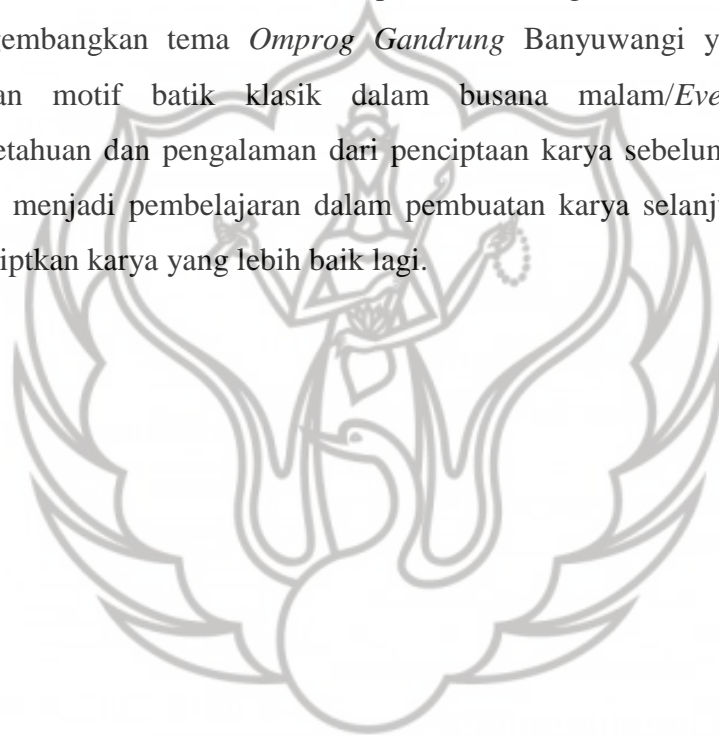 gembangkan tema Omprog Gandrung Banyuwangi y
an motif batik klasik dalam busana malam/Eve
etahuan dan pengalaman dari penciptaan karya sebelun
menjadi pembelajaran dalam pembuatan karya selanj
iptkan karya yang lebih baik lagi.